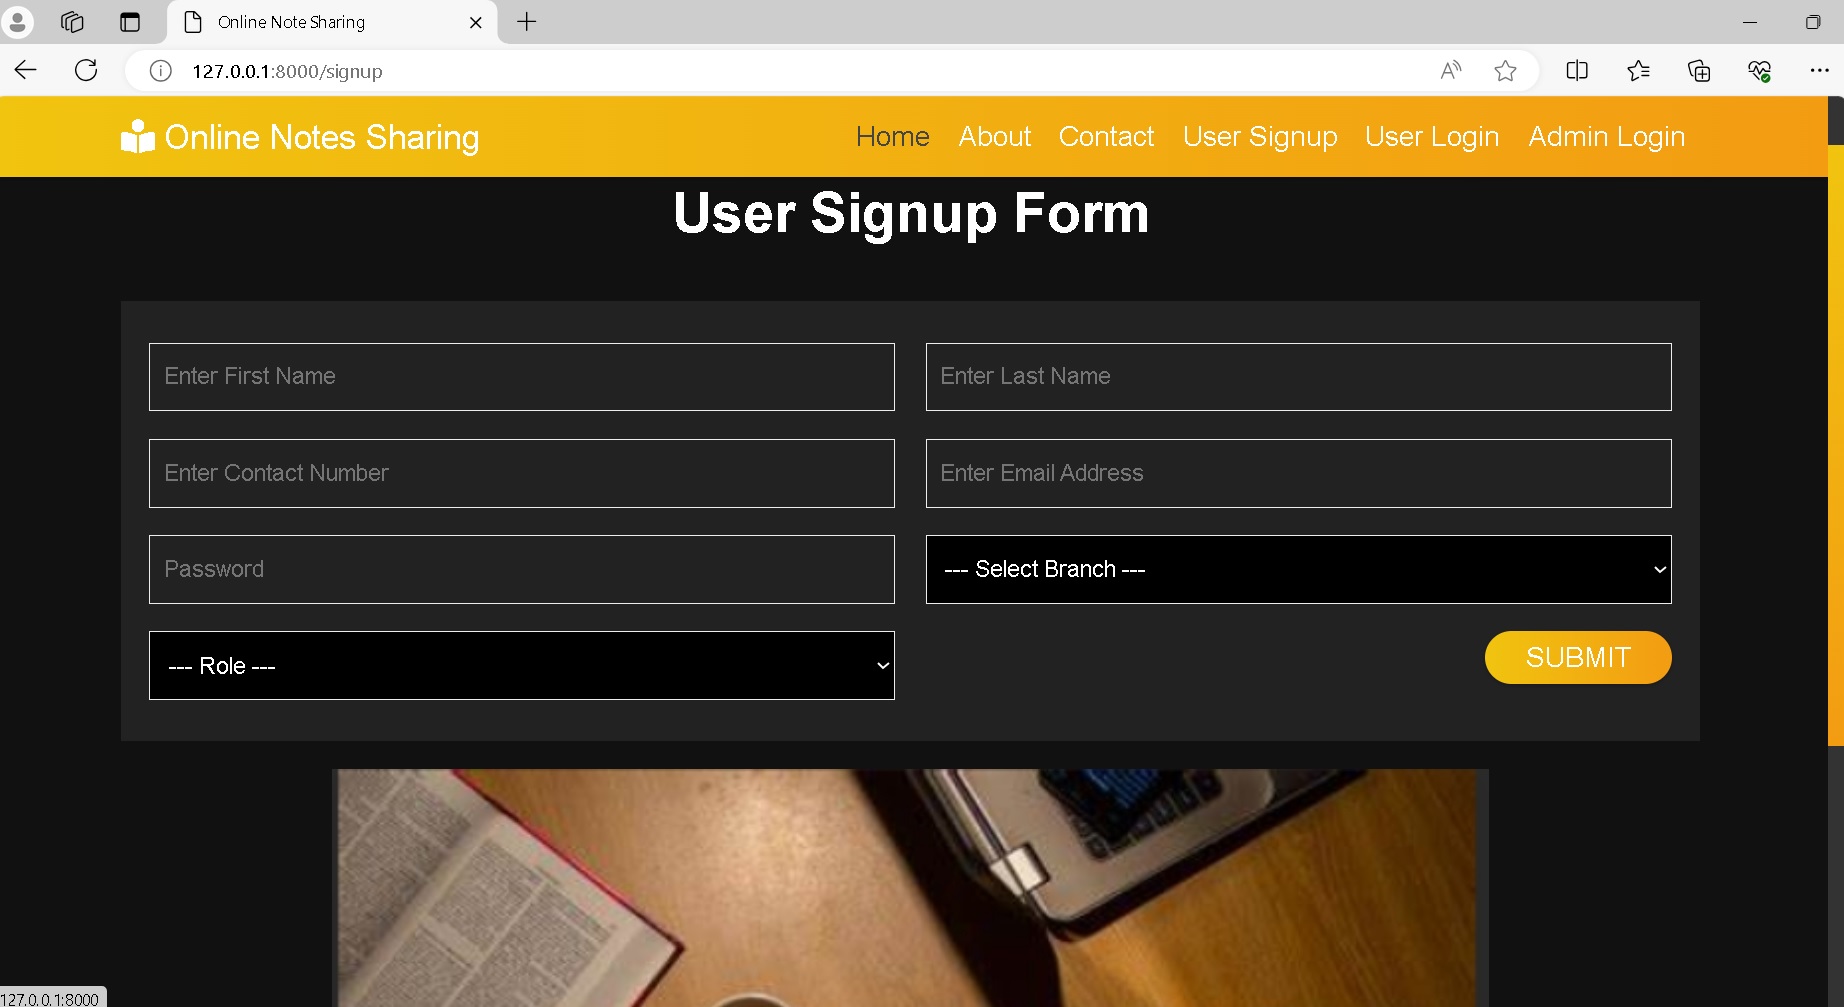 Online Note Sharing
127.0.0.1:8000/signup
Online Notes Sharing
Home About Contact User Signup User Login Admin Login
User Signup Form
Enter First Name
Enter Last Name
Enter Contact Number
Enter Email Address
Password
--- Select Branch ---
--- Role ---
SUBMIT
127.0.0.1:8000